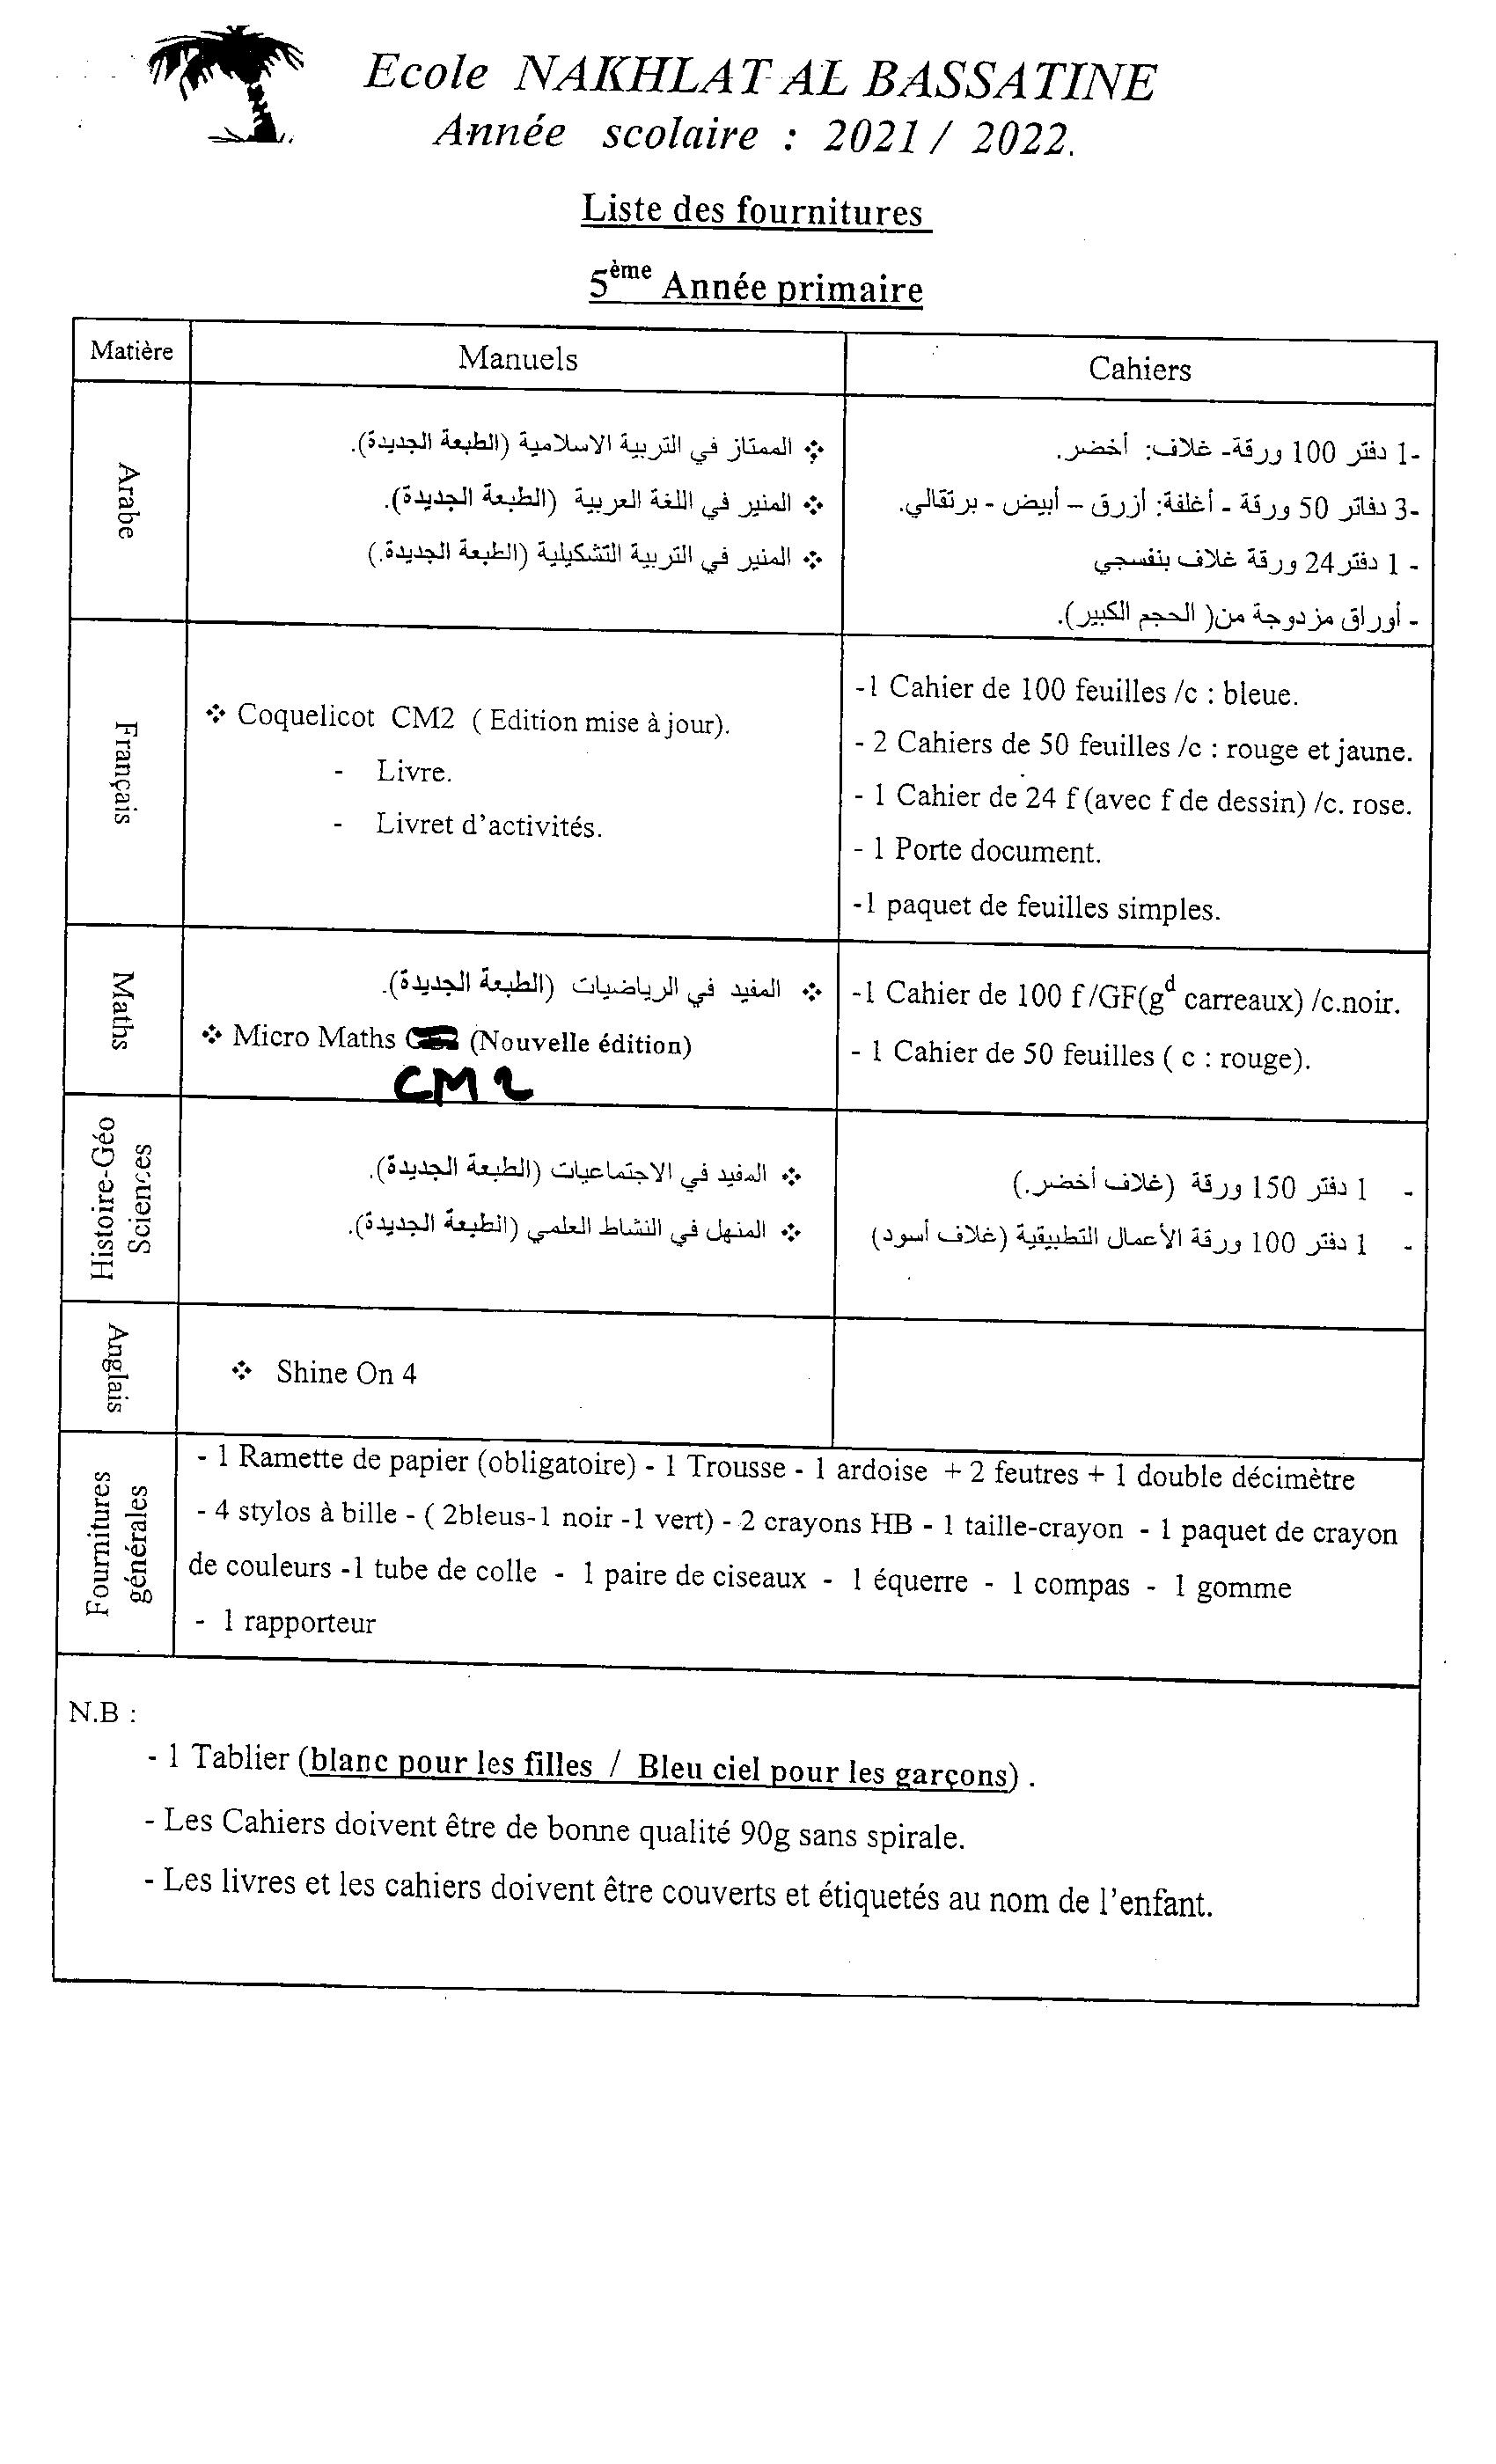 Ecole NAKHLAT AL BASSATINE
Année scolaire : 2021 / 2022.
Liste des fournitures
5ème Année primaire
Matière
Manuels
Cahiers
Arabe
❖ الممتاز في التربية الاسلامية (الطبعة الجديدة).
❖ المنير في اللغة العربية (الطبعة الجديدة).
❖ المنير في التربية التشكيلية (الطبعة الجديدة.)
-1 دفتر 100 ورقة- غلاف: أخضر.
-3 دفاتر 50 ورقة - أغلفة: أزرق – أبيض - برتقالي.
- 1 دفتر24 ورقة غلاف بنفسجي
- أوراق مزدوجة من( الحجم الكبير).
Français
❖ Coquelicot CM2 ( Edition mise à jour).
- Livre.
- Livret d'activités.
-1 Cahier de 100 feuilles /c : bleue.
- 2 Cahiers de 50 feuilles /c : rouge et jaune.
- 1 Cahier de 24 f (avec f de dessin) /c. rose.
- 1 Porte document.
-1 paquet de feuilles simples.
Maths
❖ المفيد في الرياضيات (الطبعة الجديدة).
❖ Micro Maths (Nouvelle édition)
CM2
-1 Cahier de 100 f /GF(gd carreaux) /c.noir.
- 1 Cahier de 50 feuilles ( c : rouge).
Histoire-Géo
Sciences
❖ المفيد في الاجتماعيات (الطبعة الجديدة).
❖ المنهل في النشاط العلمي (الطبعة الجديدة).
- 1 دفتر 150 ورقة (غلاف أخضر.)
- 1 دفتر 100 ورقة الأعمال التطبيقية (غلاف أسود)
Anglais
❖ Shine On 4
Fournitures
générales
- 1 Ramette de papier (obligatoire) - 1 Trousse - 1 ardoise + 2 feutres + 1 double décimètre
- 4 stylos à bille - ( 2bleus-1 noir -1 vert) - 2 crayons HB - 1 taille-crayon - 1 paquet de crayon
de couleurs -1 tube de colle - 1 paire de ciseaux - 1 équerre - 1 compas - 1 gomme
- 1 rapporteur
N.B :
- 1 Tablier (blanc pour les filles / Bleu ciel pour les garçons) .
- Les Cahiers doivent être de bonne qualité 90g sans spirale.
- Les livres et les cahiers doivent être couverts et étiquetés au nom de l'enfant.